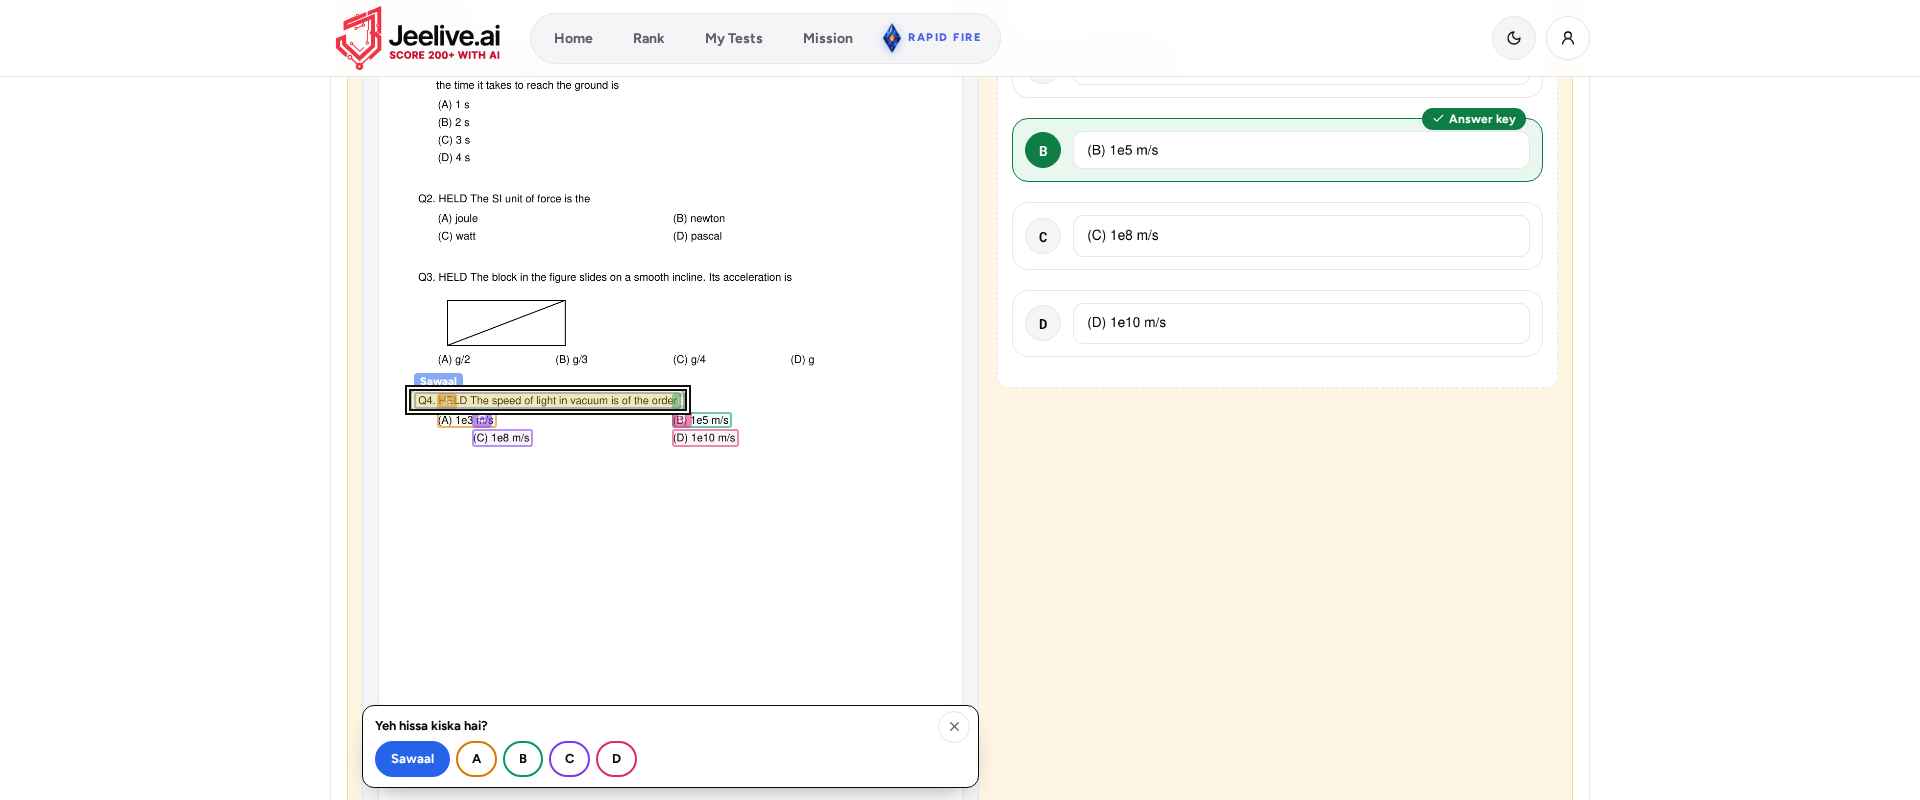 Jeelive.ai
SCORE 200+ WITH AI
Home
Rank
My Tests
Mission
RAPID FIRE
the time it takes to reach the ground is
(A) 1 s
(B) 2 s
(C) 3 s
(D) 4 s
Q2. HELD The SI unit of force is the
(A) joule (B) newton
(C) watt (D) pascal
Q3. HELD The block in the figure slides on a smooth incline. Its acceleration is
(A) g/2 (B) g/3 (C) g/4 (D) g
Sawaal
Q4. HELD The speed of light in vacuum is of the order
(A) 1e3 m/s (B) 1e5 m/s
(C) 1e8 m/s (D) 1e10 m/s
Yeh hissa kiska hai?
Sawaal A B C D
Answer key
B (B) 1e5 m/s
C (C) 1e8 m/s
D (D) 1e10 m/s